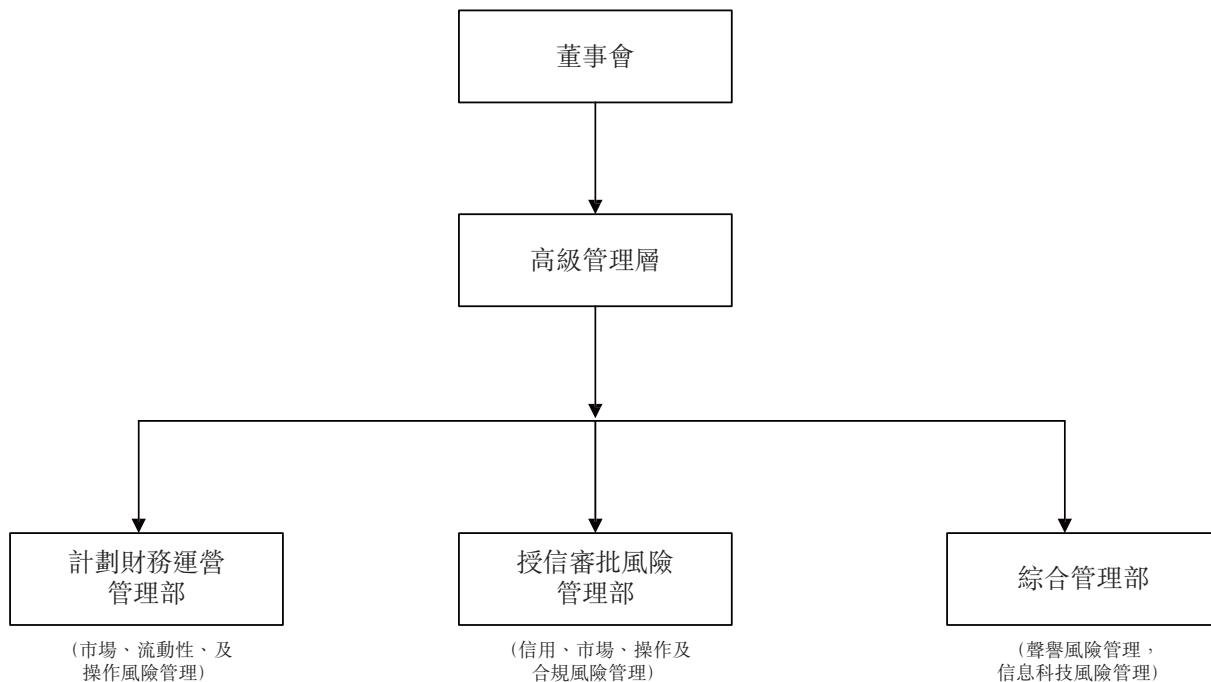 董事會
高級管理層
計劃財務運營
管理部
(市場、流動性、及
操作風險管理)
授信審批風險
管理部
(信用、市場、操作及
合規風險管理)
綜合管理部
(聲譽風險管理,
信息科技風險管理)